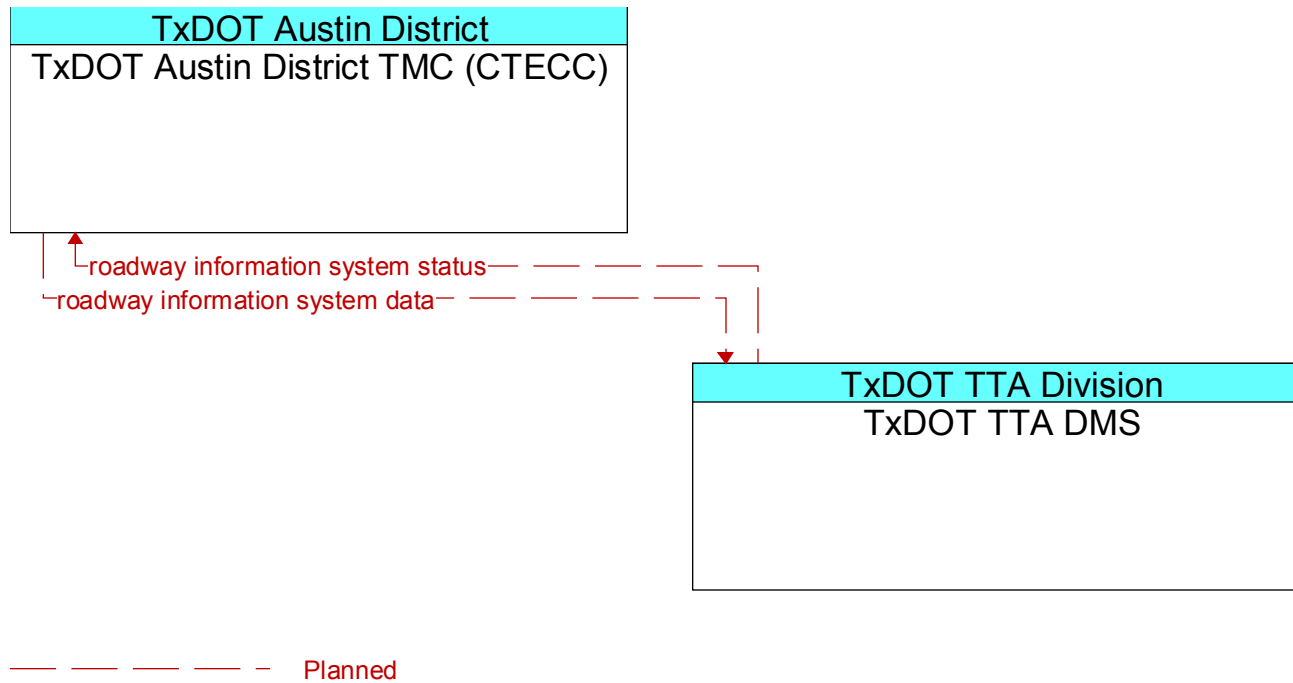 TxDOT Austin District
TxDOT Austin District TMC (CTECC)
roadway information system status
roadway information system data
TxDOT TTA Division
TxDOT TTA DMS
Planned